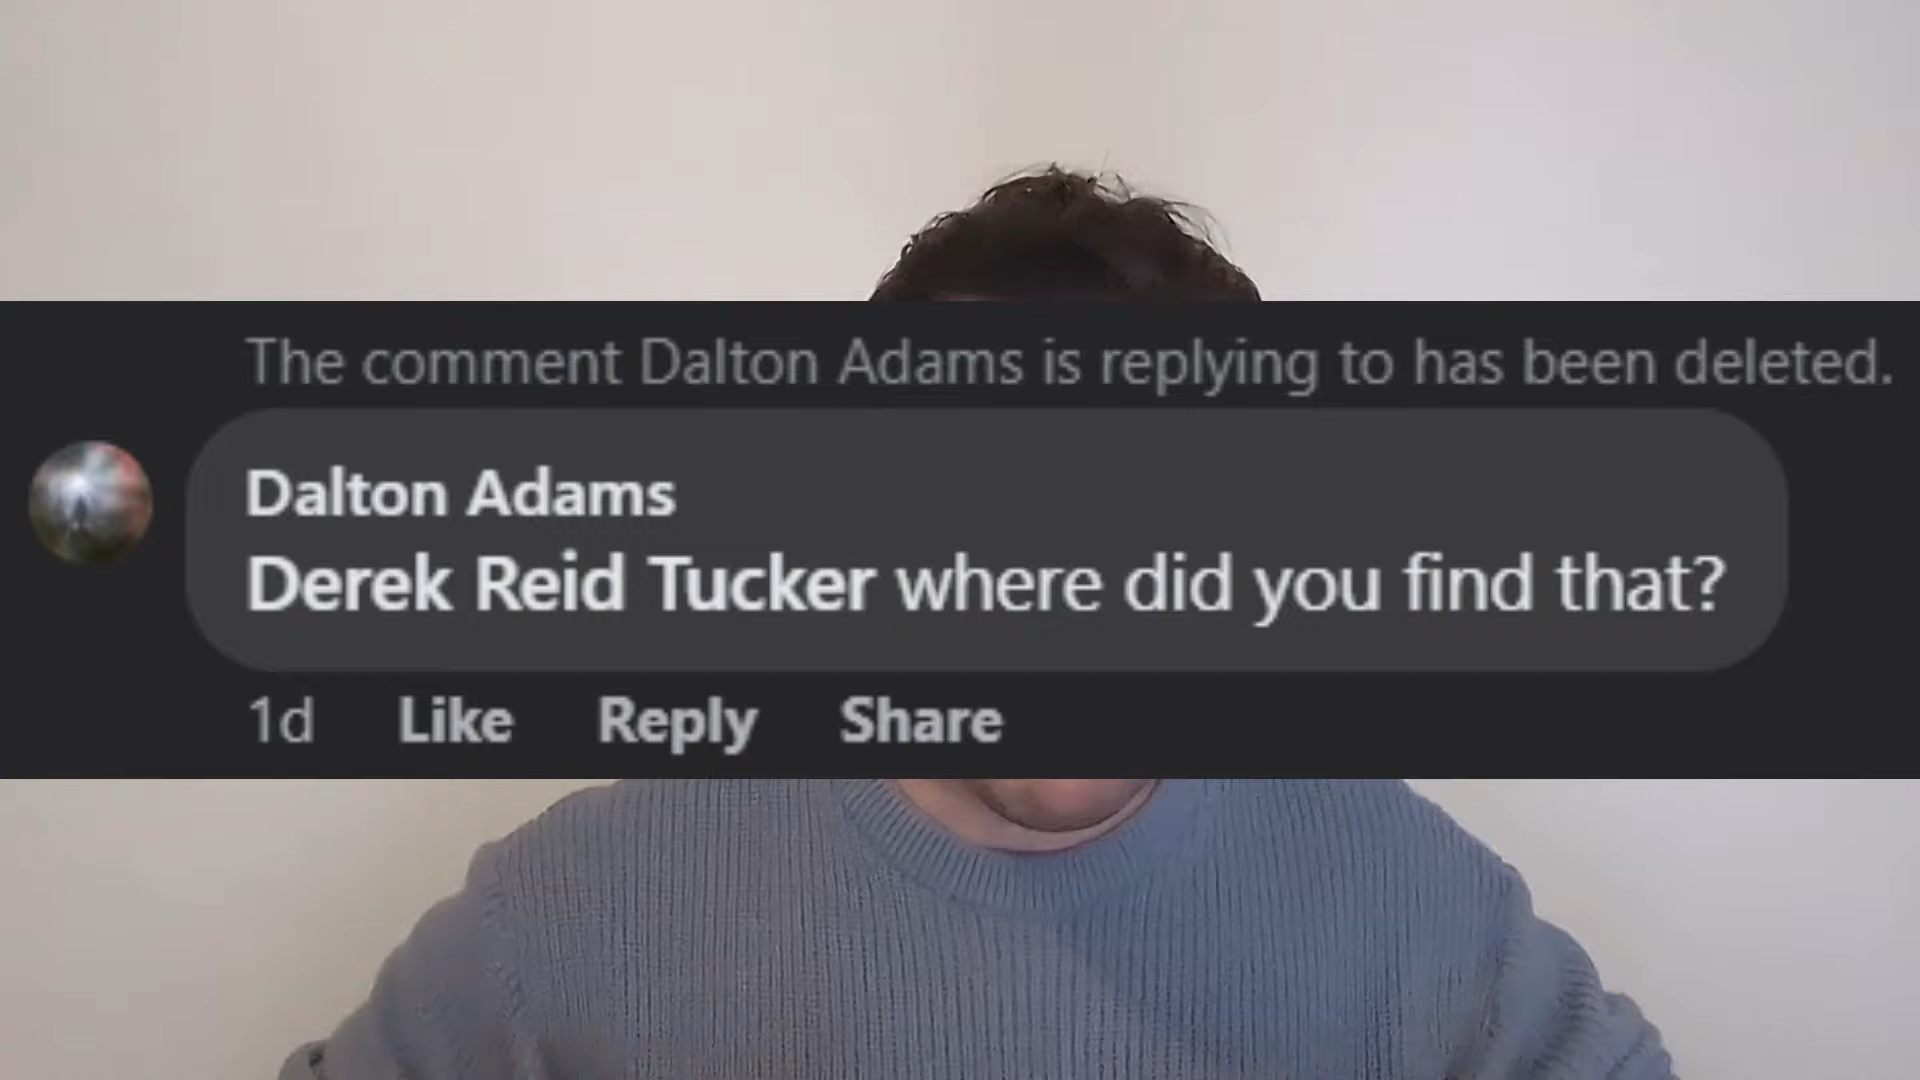 The comment Dalton Adams is replying to has been deleted.
Dalton Adams
Derek Reid Tucker where did you find that?
1d Like Reply Share